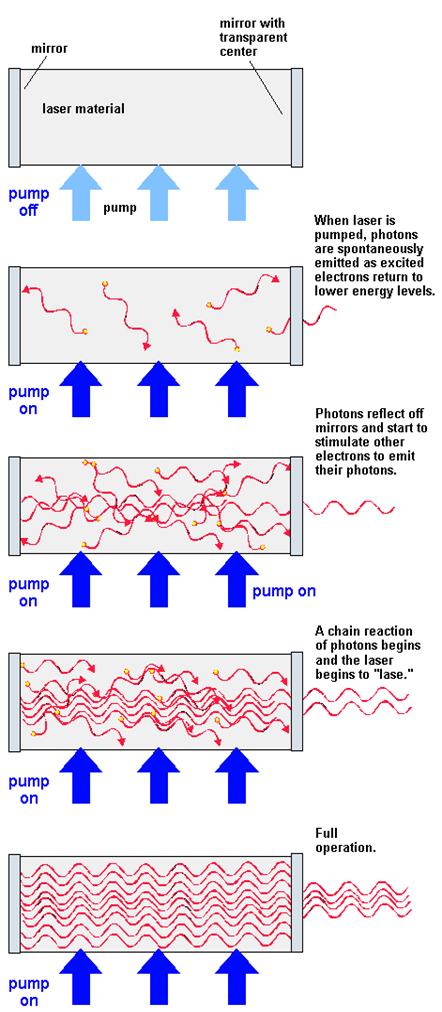 mirror
mirror with
transparent
center
laser material
pump
off
pump
When laser is
pumped, photons
are spontaneously
emitted as excited
electrons return to
lower energy levels.
pump
on
Photons reflect off
mirrors and start to
stimulate other
electrons to emit
their photons.
pump
on
pump on
A chain reaction
of photons begins
and the laser
begins to "lase."
pump
on
Full
operation.
pump
on